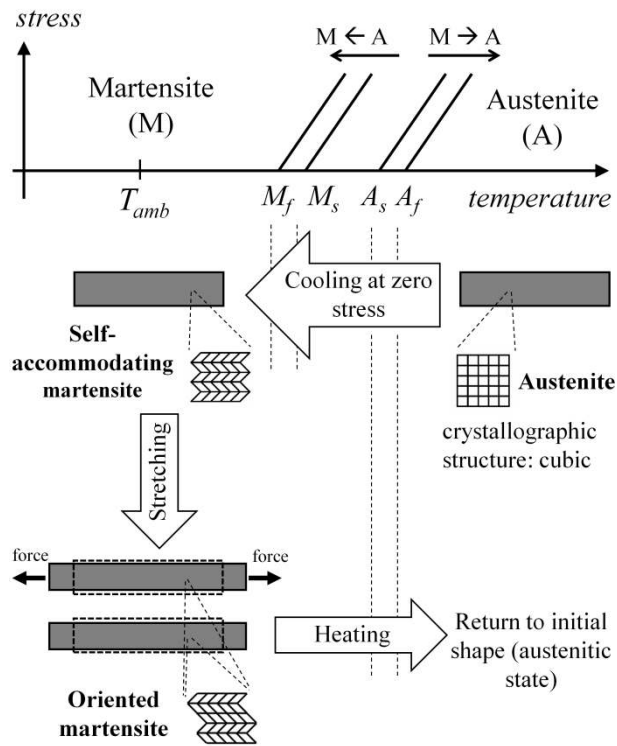 stress
M ← A M → A
Martensite
(M)
Austenite
(A)
T_amb M_f M_s A_s A_f temperature
Cooling at zero
stress
Self-
accommodating
martensite
Austenite
crystallographic
structure: cubic
Stretching
force force
Heating
Return to initial
shape (austenitic
state)
Oriented
martensite